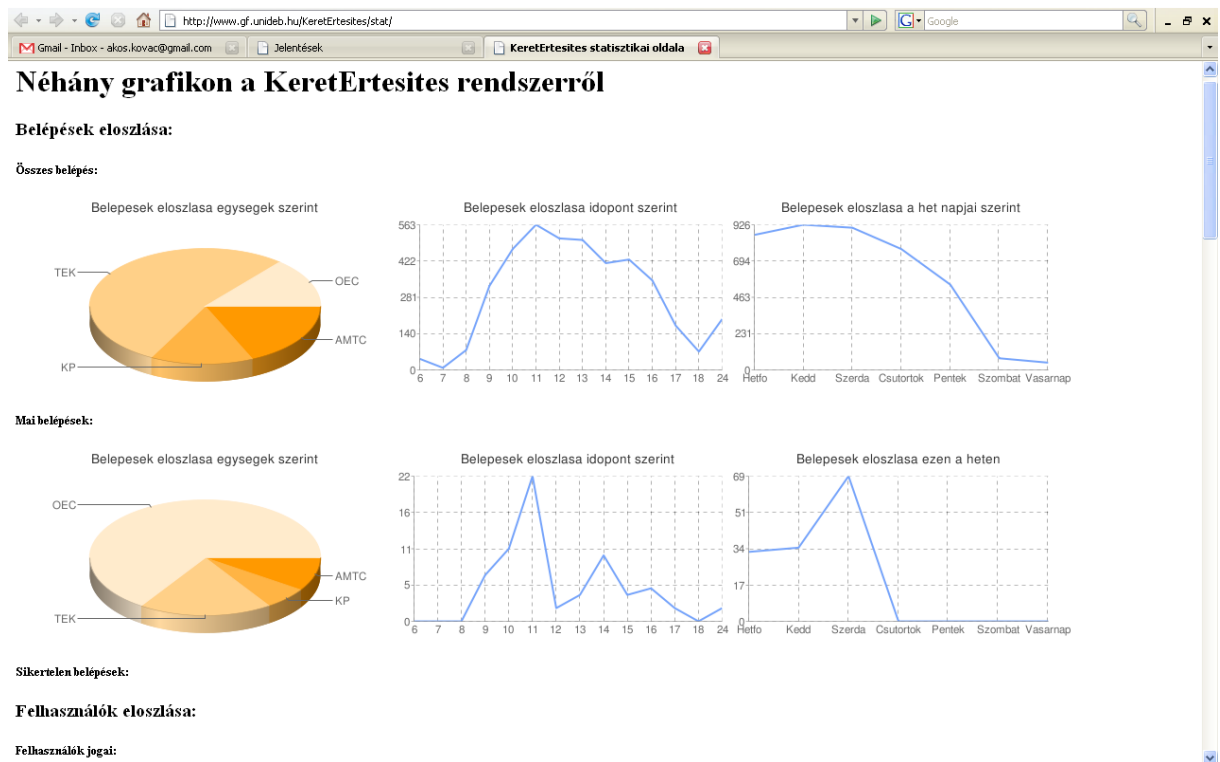 http://www.gf.unideb.hu/KeretErtesites/stat/
G
Google
Gmail - Inbox - akos.kovac@gmail.com
Jelentések
KeretErtesites statisztikai oldala
Néhány grafikon a KeretErtesites rendszerről
Belépések eloszlása:
Összes belépés:
Belepesek eloszlasa egysegek szerint
TEK
OEC
AMTC
KP
Belepesek eloszlasa idopont szerint
563
422
281
140
0
6 7 8 9 10 11 12 13 14 15 16 17 18 24
Belepesek eloszlasa a het napjai szerint
926
694
463
231
0
Hetfo Kedd Szerda Csutortok Pentek Szombat Vasarnap
Mai belépések:
Belepesek eloszlasa egysegek szerint
OEC
AMTC
KP
TEK
Belepesek eloszlasa idopont szerint
22
16
11
5
0
6 7 8 9 10 11 12 13 14 15 16 17 18 24
Belepesek eloszlasa ezen a heten
69
51
34
17
0
Hetfo Kedd Szerda Csutortok Pentek Szombat Vasarnap
Sikertelen belépések:
Felhasználók eloszlása:
Felhasználók jogai: